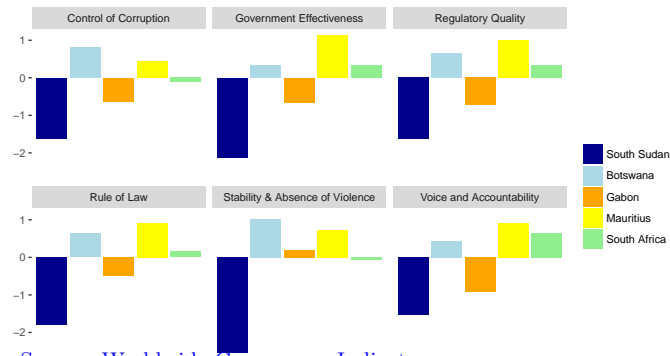 Control of Corruption
Government Effectiveness
Regulatory Quality
1
0
−1
−2
Rule of Law
Stability & Absence of Violence
Voice and Accountability
1
0
−1
−2
South Sudan
Botswana
Gabon
Mauritius
South Africa